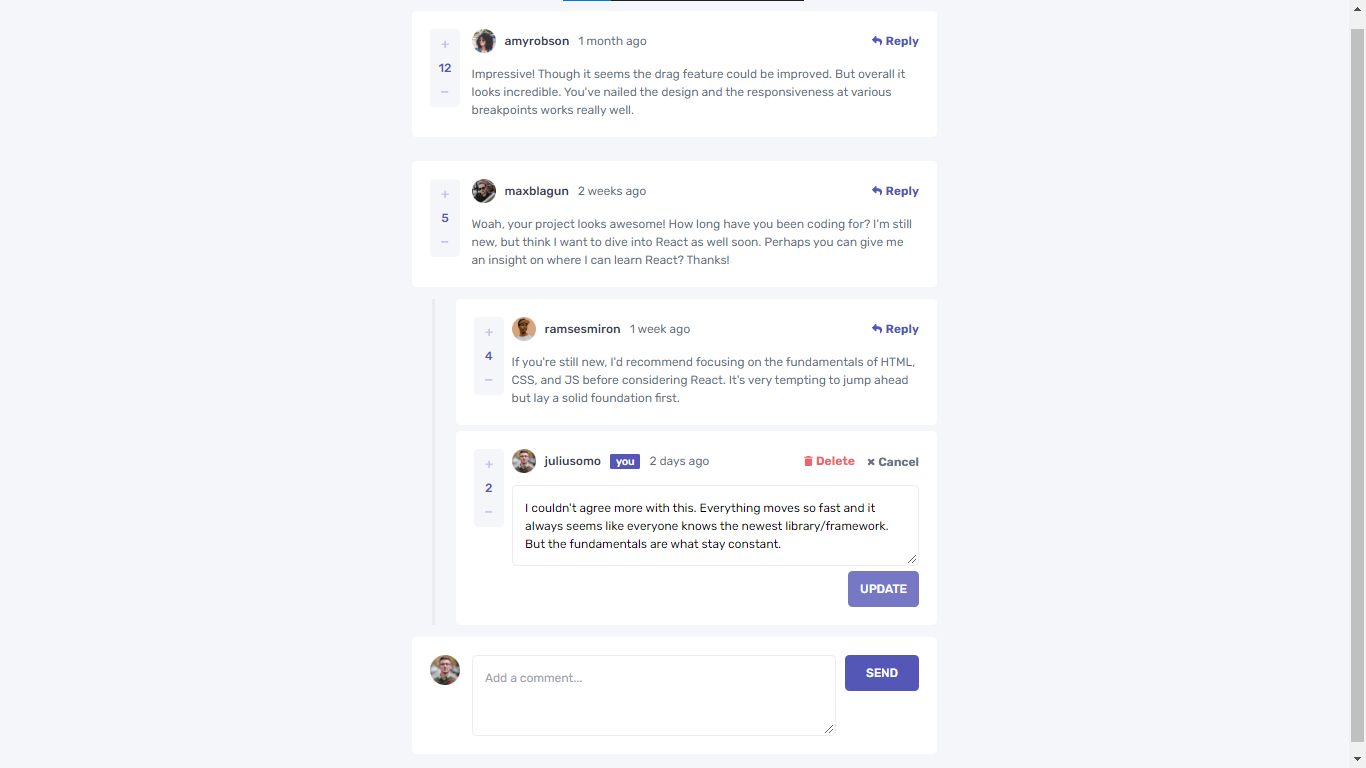 +
amyrobson 1 month ago Reply
12
−
Impressive! Though it seems the drag feature could be improved. But overall it
looks incredible. You've nailed the design and the responsiveness at various
breakpoints works really well.
+
maxblagun 2 weeks ago Reply
5
−
Woah, your project looks awesome! How long have you been coding for? I'm still
new, but think I want to dive into React as well soon. Perhaps you can give me
an insight on where I can learn React? Thanks!
+
ramsesmiron 1 week ago Reply
4
−
If you're still new, I'd recommend focusing on the fundamentals of HTML,
CSS, and JS before considering React. It's very tempting to jump ahead
but lay a solid foundation first.
+
juliusomo you 2 days ago Delete Cancel
2
−
I couldn't agree more with this. Everything moves so fast and it
always seems like everyone knows the newest library/framework.
But the fundamentals are what stay constant.
UPDATE
Add a comment...
SEND